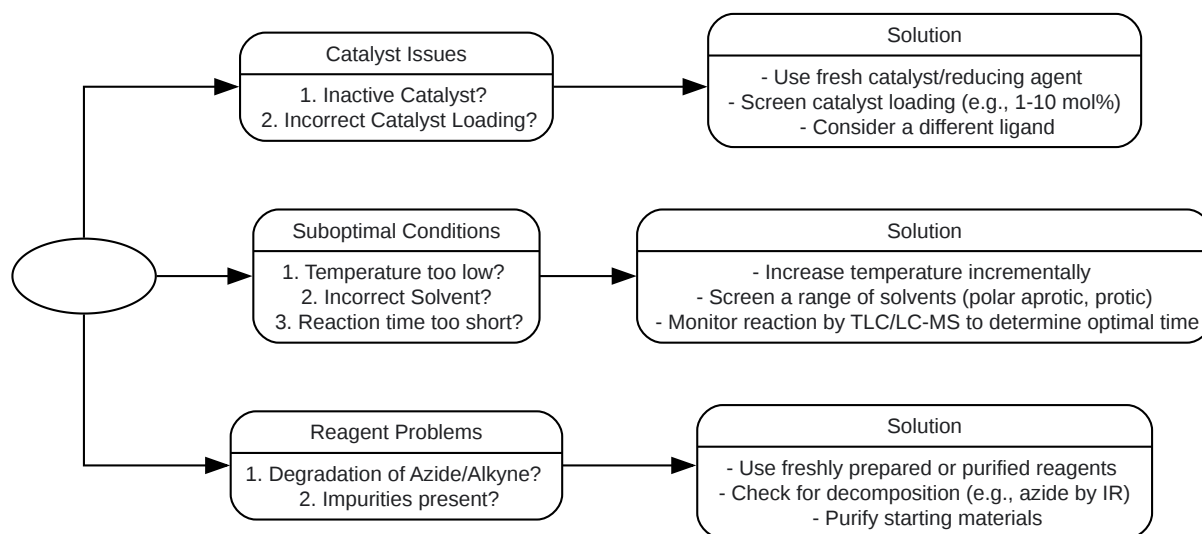 Catalyst Issues
1. Inactive Catalyst?
2. Incorrect Catalyst Loading?
Solution
- Use fresh catalyst/reducing agent
- Screen catalyst loading (e.g., 1-10 mol%)
- Consider a different ligand
Suboptimal Conditions
1. Temperature too low?
2. Incorrect Solvent?
3. Reaction time too short?
Solution
- Increase temperature incrementally
- Screen a range of solvents (polar aprotic, protic)
- Monitor reaction by TLC/LC-MS to determine optimal time
Reagent Problems
1. Degradation of Azide/Alkyne?
2. Impurities present?
Solution
- Use freshly prepared or purified reagents
- Check for decomposition (e.g., azide by IR)
- Purify starting materials